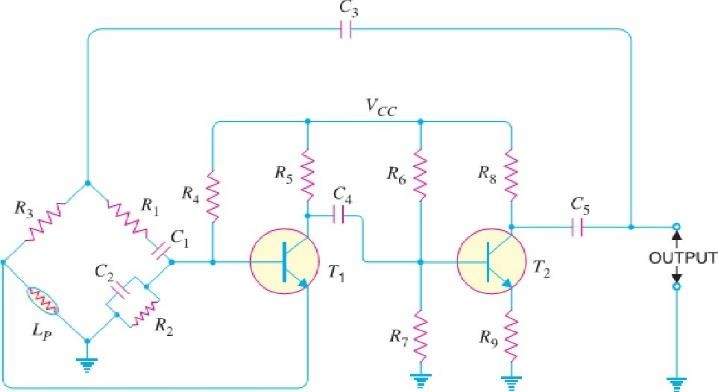 C3
VCC
R3
R1
R4
R5
C4
R6
R8
C5
C1
OUTPUT
T1
T2
C2
R2
LP
R7
R9